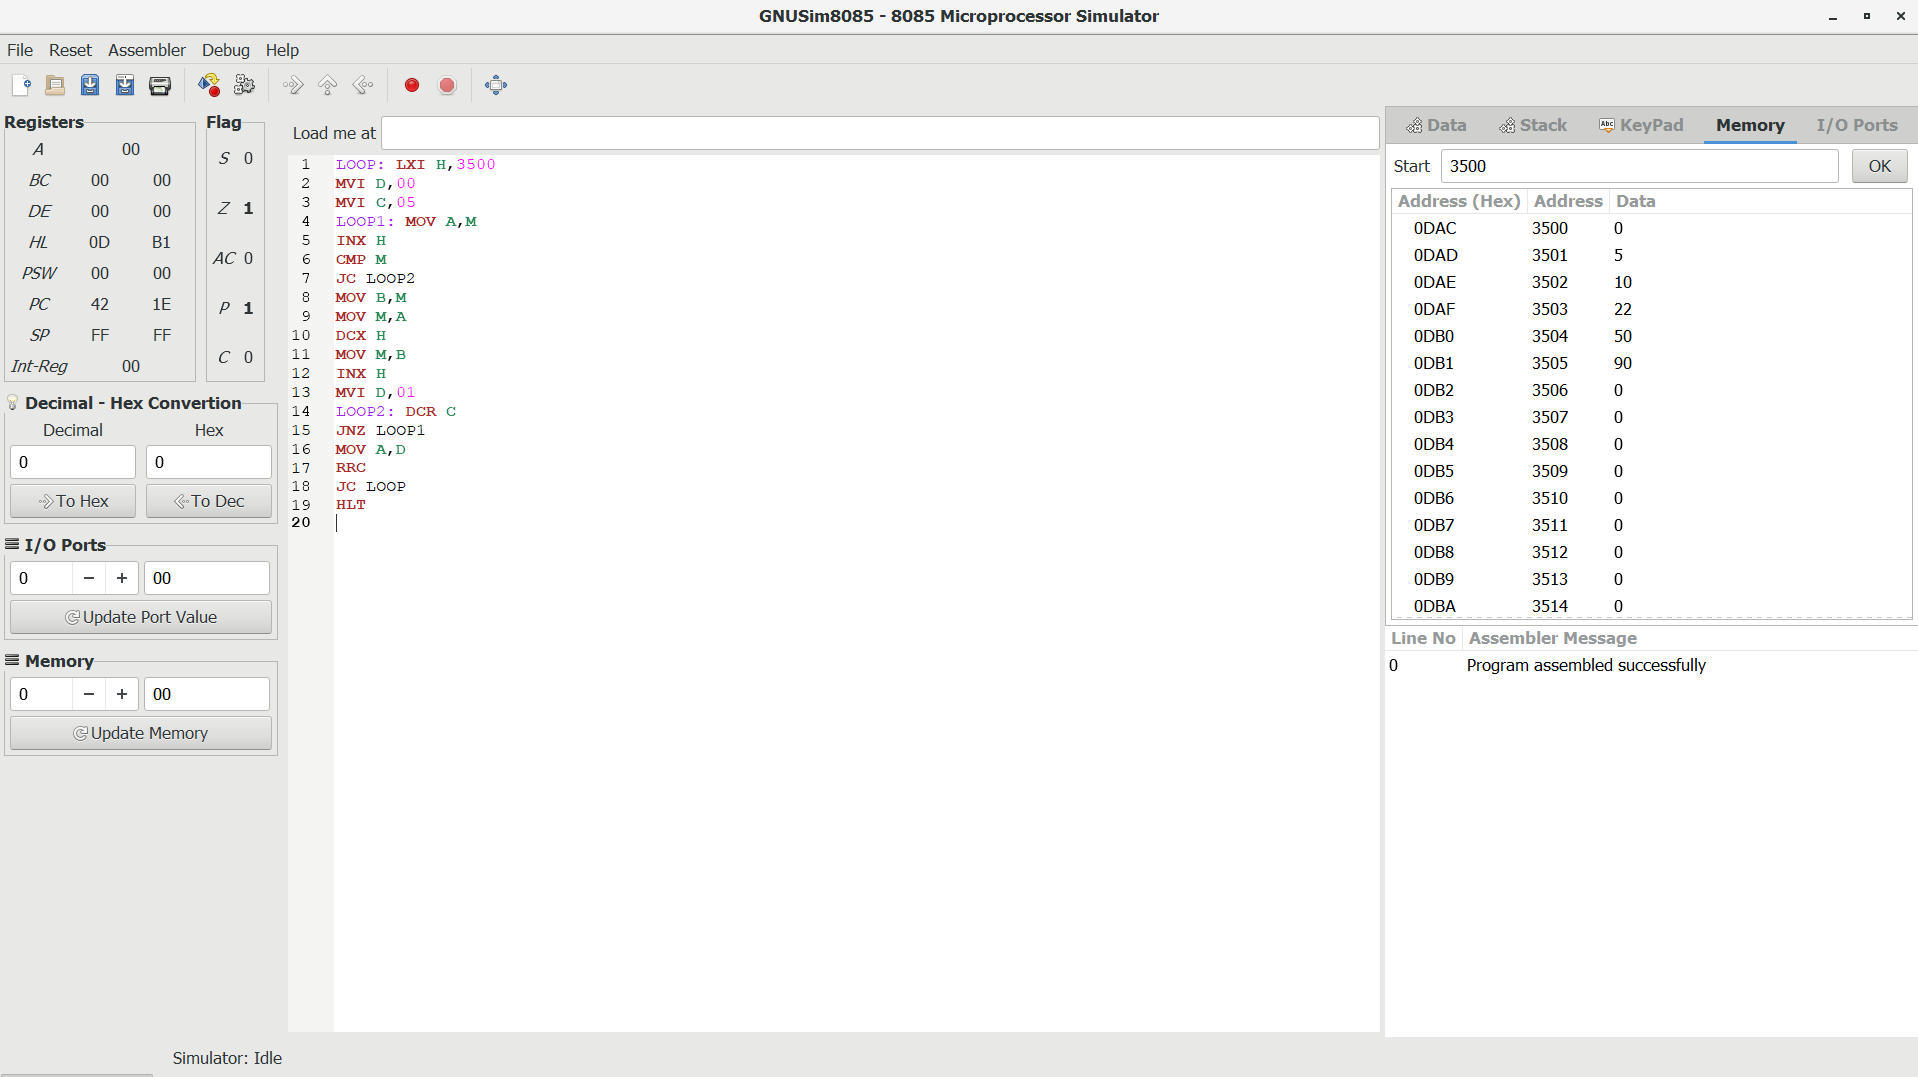 GNUSim8085 - 8085 Microprocessor Simulator
File Reset Assembler Debug Help
Registers
A 00
BC 00 00
DE 00 00
HL 0D B1
PSW 00 00
PC 42 1E
SP FF FF
Int-Reg 00
Flag
S 0
Z 1
AC 0
P 1
C 0
Decimal - Hex Convertion
Decimal Hex
0 0
To Hex To Dec
I/O Ports
0 − + 00
Update Port Value
Memory
0 − + 00
Update Memory
Load me at
1 LOOP: LXI H,3500
2 MVI D,00
3 MVI C,05
4 LOOP1: MOV A,M
5 INX H
6 CMP M
7 JC LOOP2
8 MOV B,M
9 MOV M,A
10 DCX H
11 MOV M,B
12 INX H
13 MVI D,01
14 LOOP2: DCR C
15 JNZ LOOP1
16 MOV A,D
17 RRC
18 JC LOOP
19 HLT
20
Data Stack Abc KeyPad Memory I/O Ports
Start 3500 OK
Address (Hex) Address Data
0DAC 3500 0
0DAD 3501 5
0DAE 3502 10
0DAF 3503 22
0DB0 3504 50
0DB1 3505 90
0DB2 3506 0
0DB3 3507 0
0DB4 3508 0
0DB5 3509 0
0DB6 3510 0
0DB7 3511 0
0DB8 3512 0
0DB9 3513 0
0DBA 3514 0
Line No Assembler Message
0 Program assembled successfully
Simulator: Idle